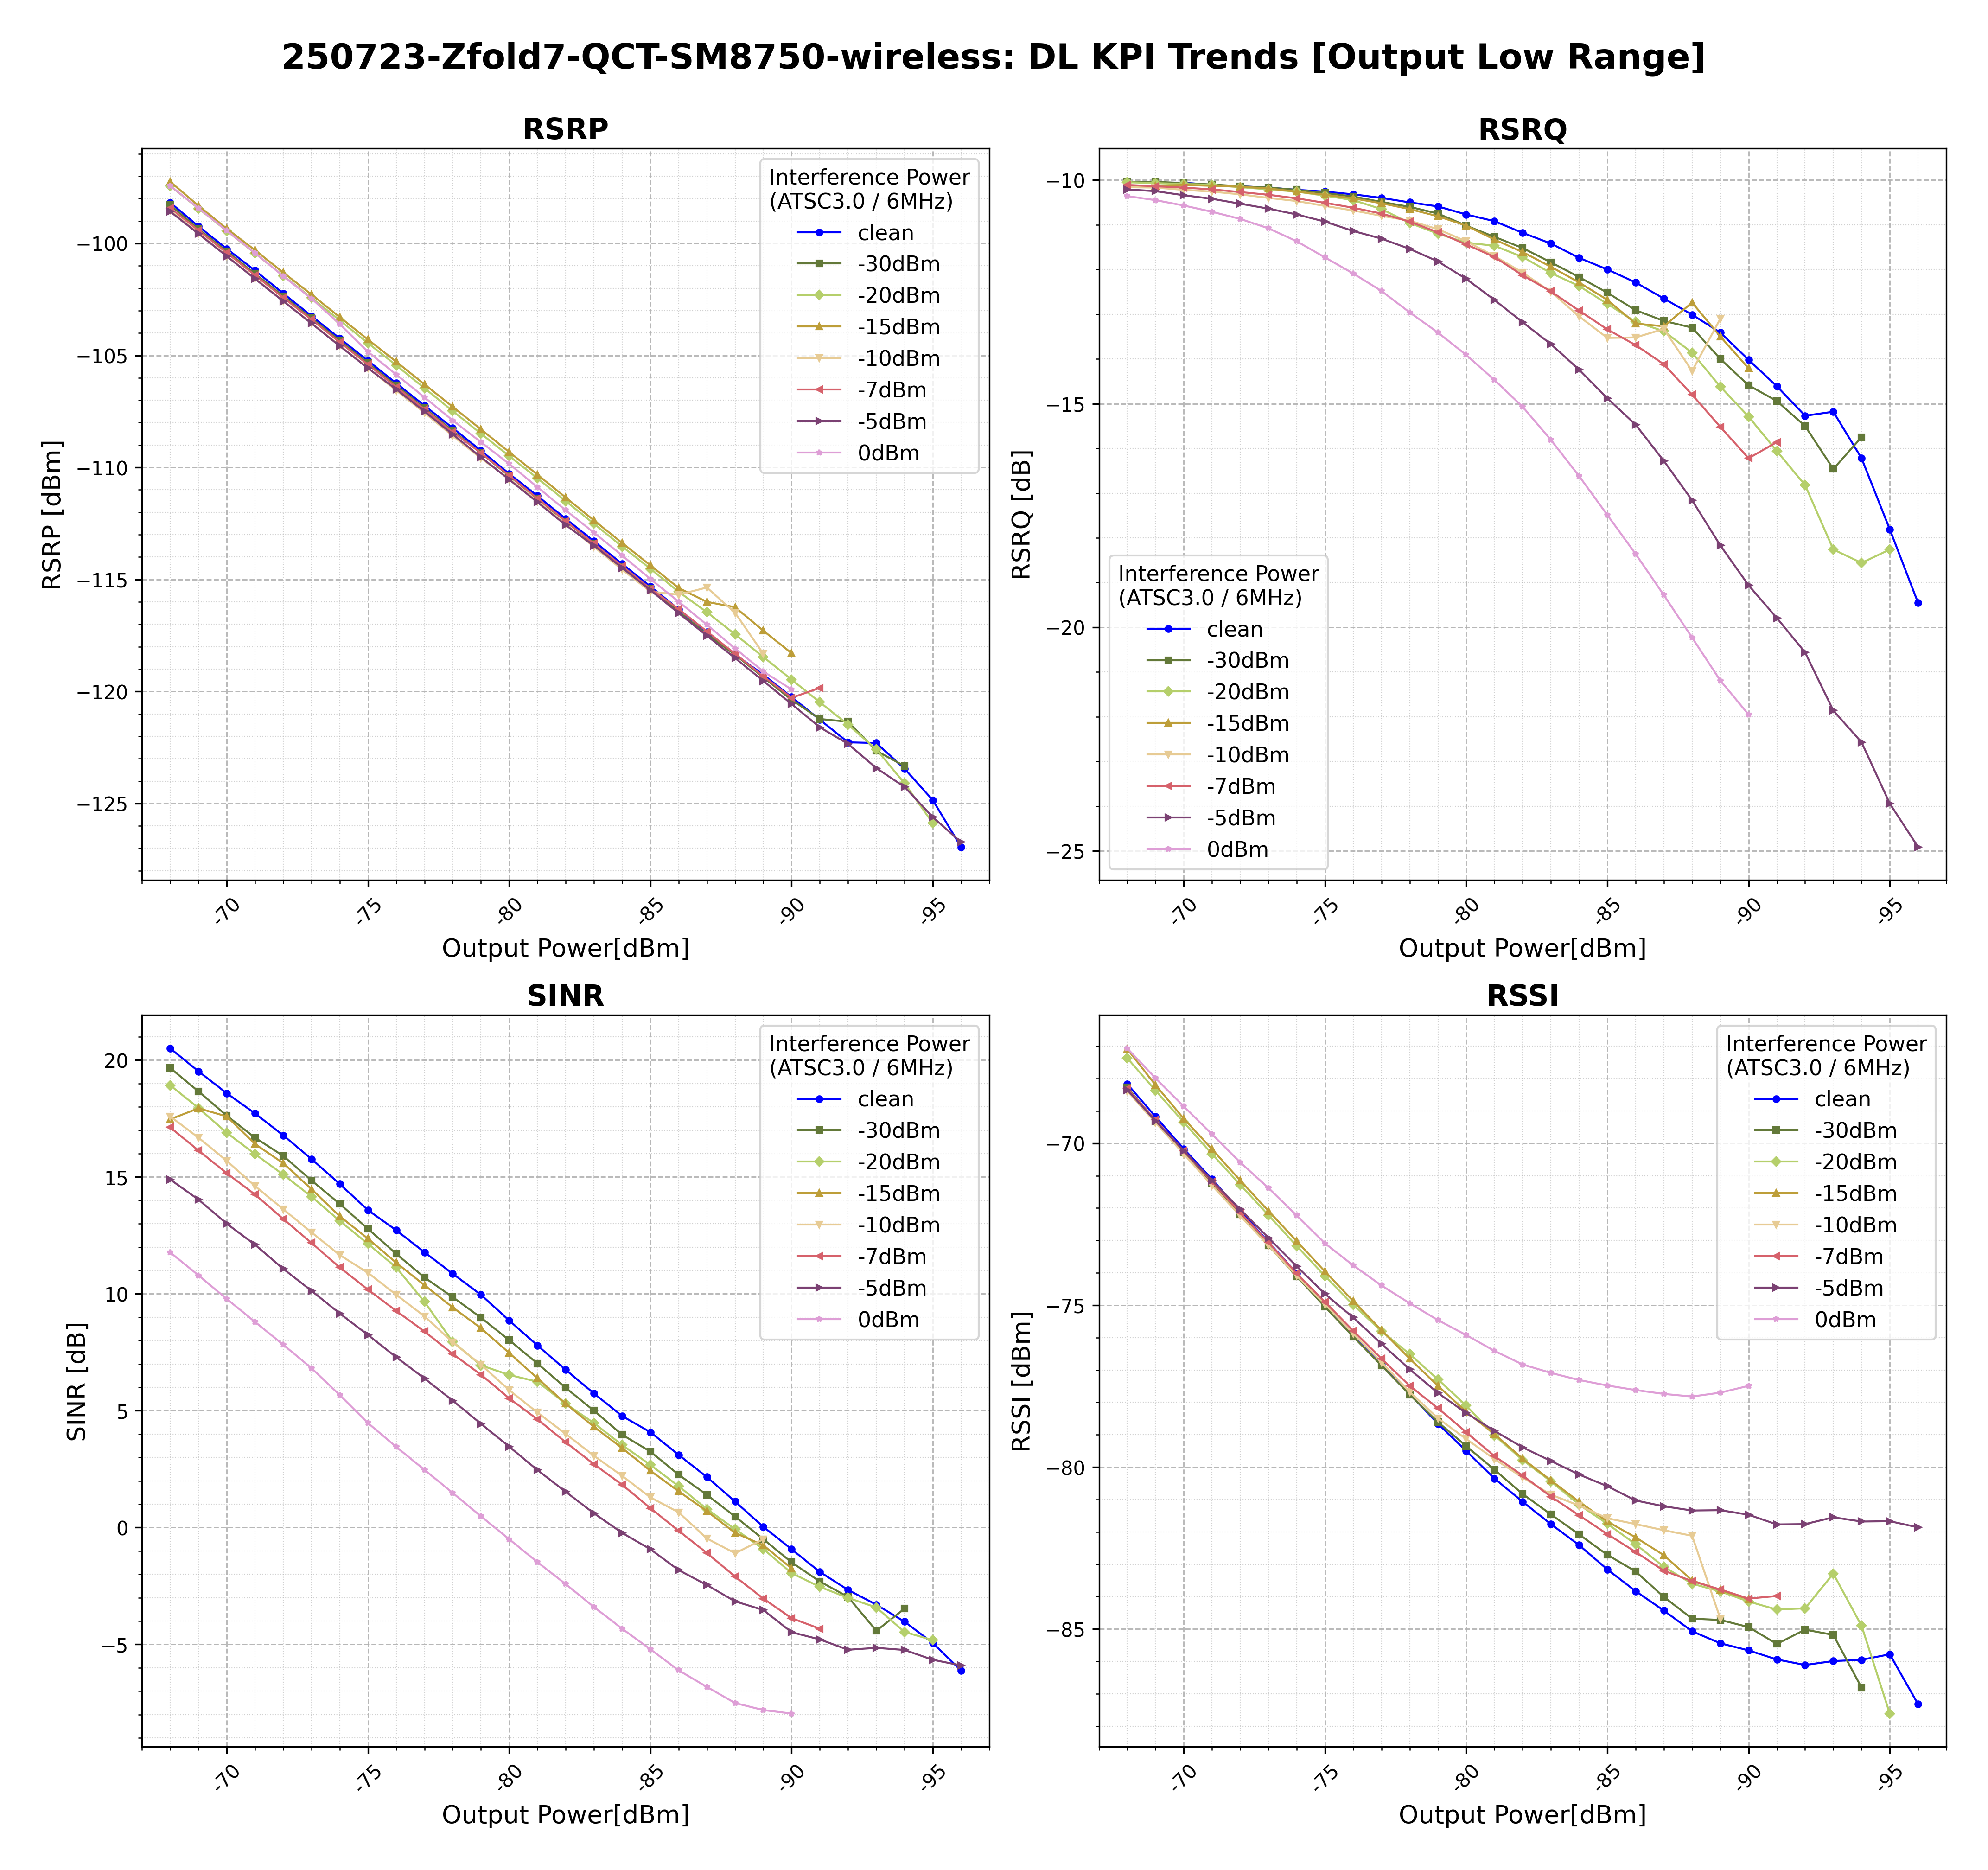 250723-Zfold7-QCT-SM8750-wireless: DL KPI Trends [Output Low Range]
RSRP
RSRP [dBm]
−100
−105
−110
−115
−120
−125
Interference Power
(ATSC3.0 / 6MHz)
clean
-30dBm
-20dBm
-15dBm
-10dBm
-7dBm
-5dBm
0dBm
-70
-75
-80
-85
-90
-95
Output Power[dBm]
RSRQ
RSRQ [dB]
−10
−15
−20
−25
Interference Power
(ATSC3.0 / 6MHz)
clean
-30dBm
-20dBm
-15dBm
-10dBm
-7dBm
-5dBm
0dBm
-70
-75
-80
-85
-90
-95
Output Power[dBm]
SINR
SINR [dB]
20
15
10
5
0
−5
Interference Power
(ATSC3.0 / 6MHz)
clean
-30dBm
-20dBm
-15dBm
-10dBm
-7dBm
-5dBm
0dBm
-70
-75
-80
-85
-90
-95
Output Power[dBm]
RSSI
RSSI [dBm]
−70
−75
−80
−85
Interference Power
(ATSC3.0 / 6MHz)
clean
-30dBm
-20dBm
-15dBm
-10dBm
-7dBm
-5dBm
0dBm
-70
-75
-80
-85
-90
-95
Output Power[dBm]